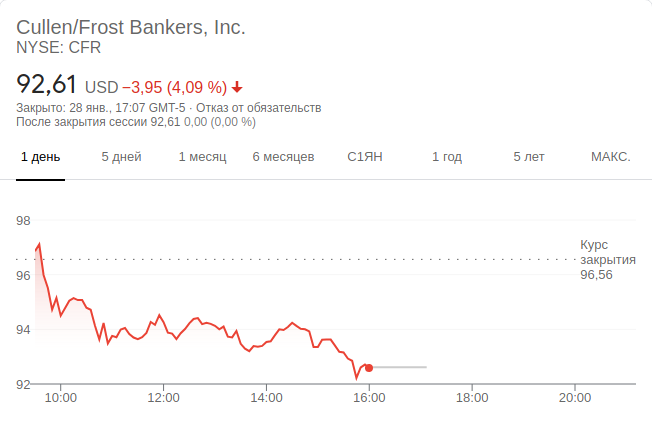 Cullen/Frost Bankers, Inc.
NYSE: CFR
92,61 USD −3,95 (4,09 %)
Закрыто: 28 янв., 17:07 GMT-5 · Отказ от обязательств
После закрытия сессии 92,61 0,00 (0,00 %)
1 день 5 дней 1 месяц 6 месяцев С1ЯН 1 год 5 лет МАКС.
98
Курс
закрытия
96,56
96
94
92
10:00 12:00 14:00 16:00 18:00 20:00